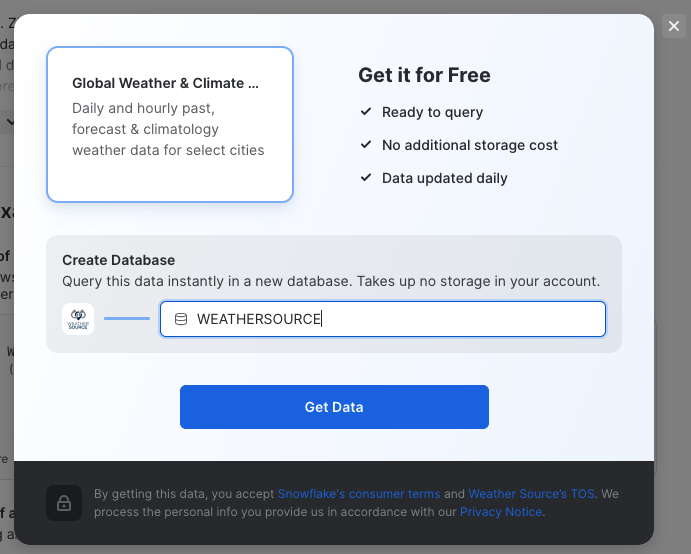 Global Weather & Climate ...
Daily and hourly past,
forecast & climatology
weather data for select cities
Get it for Free
Ready to query
No additional storage cost
Data updated daily
Create Database
Query this data instantly in a new database. Takes up no storage in your account.
WEATHER
SOURCE
WEATHERSOURCE
Get Data
By getting this data, you accept Snowflake's consumer terms and Weather Source's TOS. We
process the personal info you provide us in accordance with our Privacy Notice.